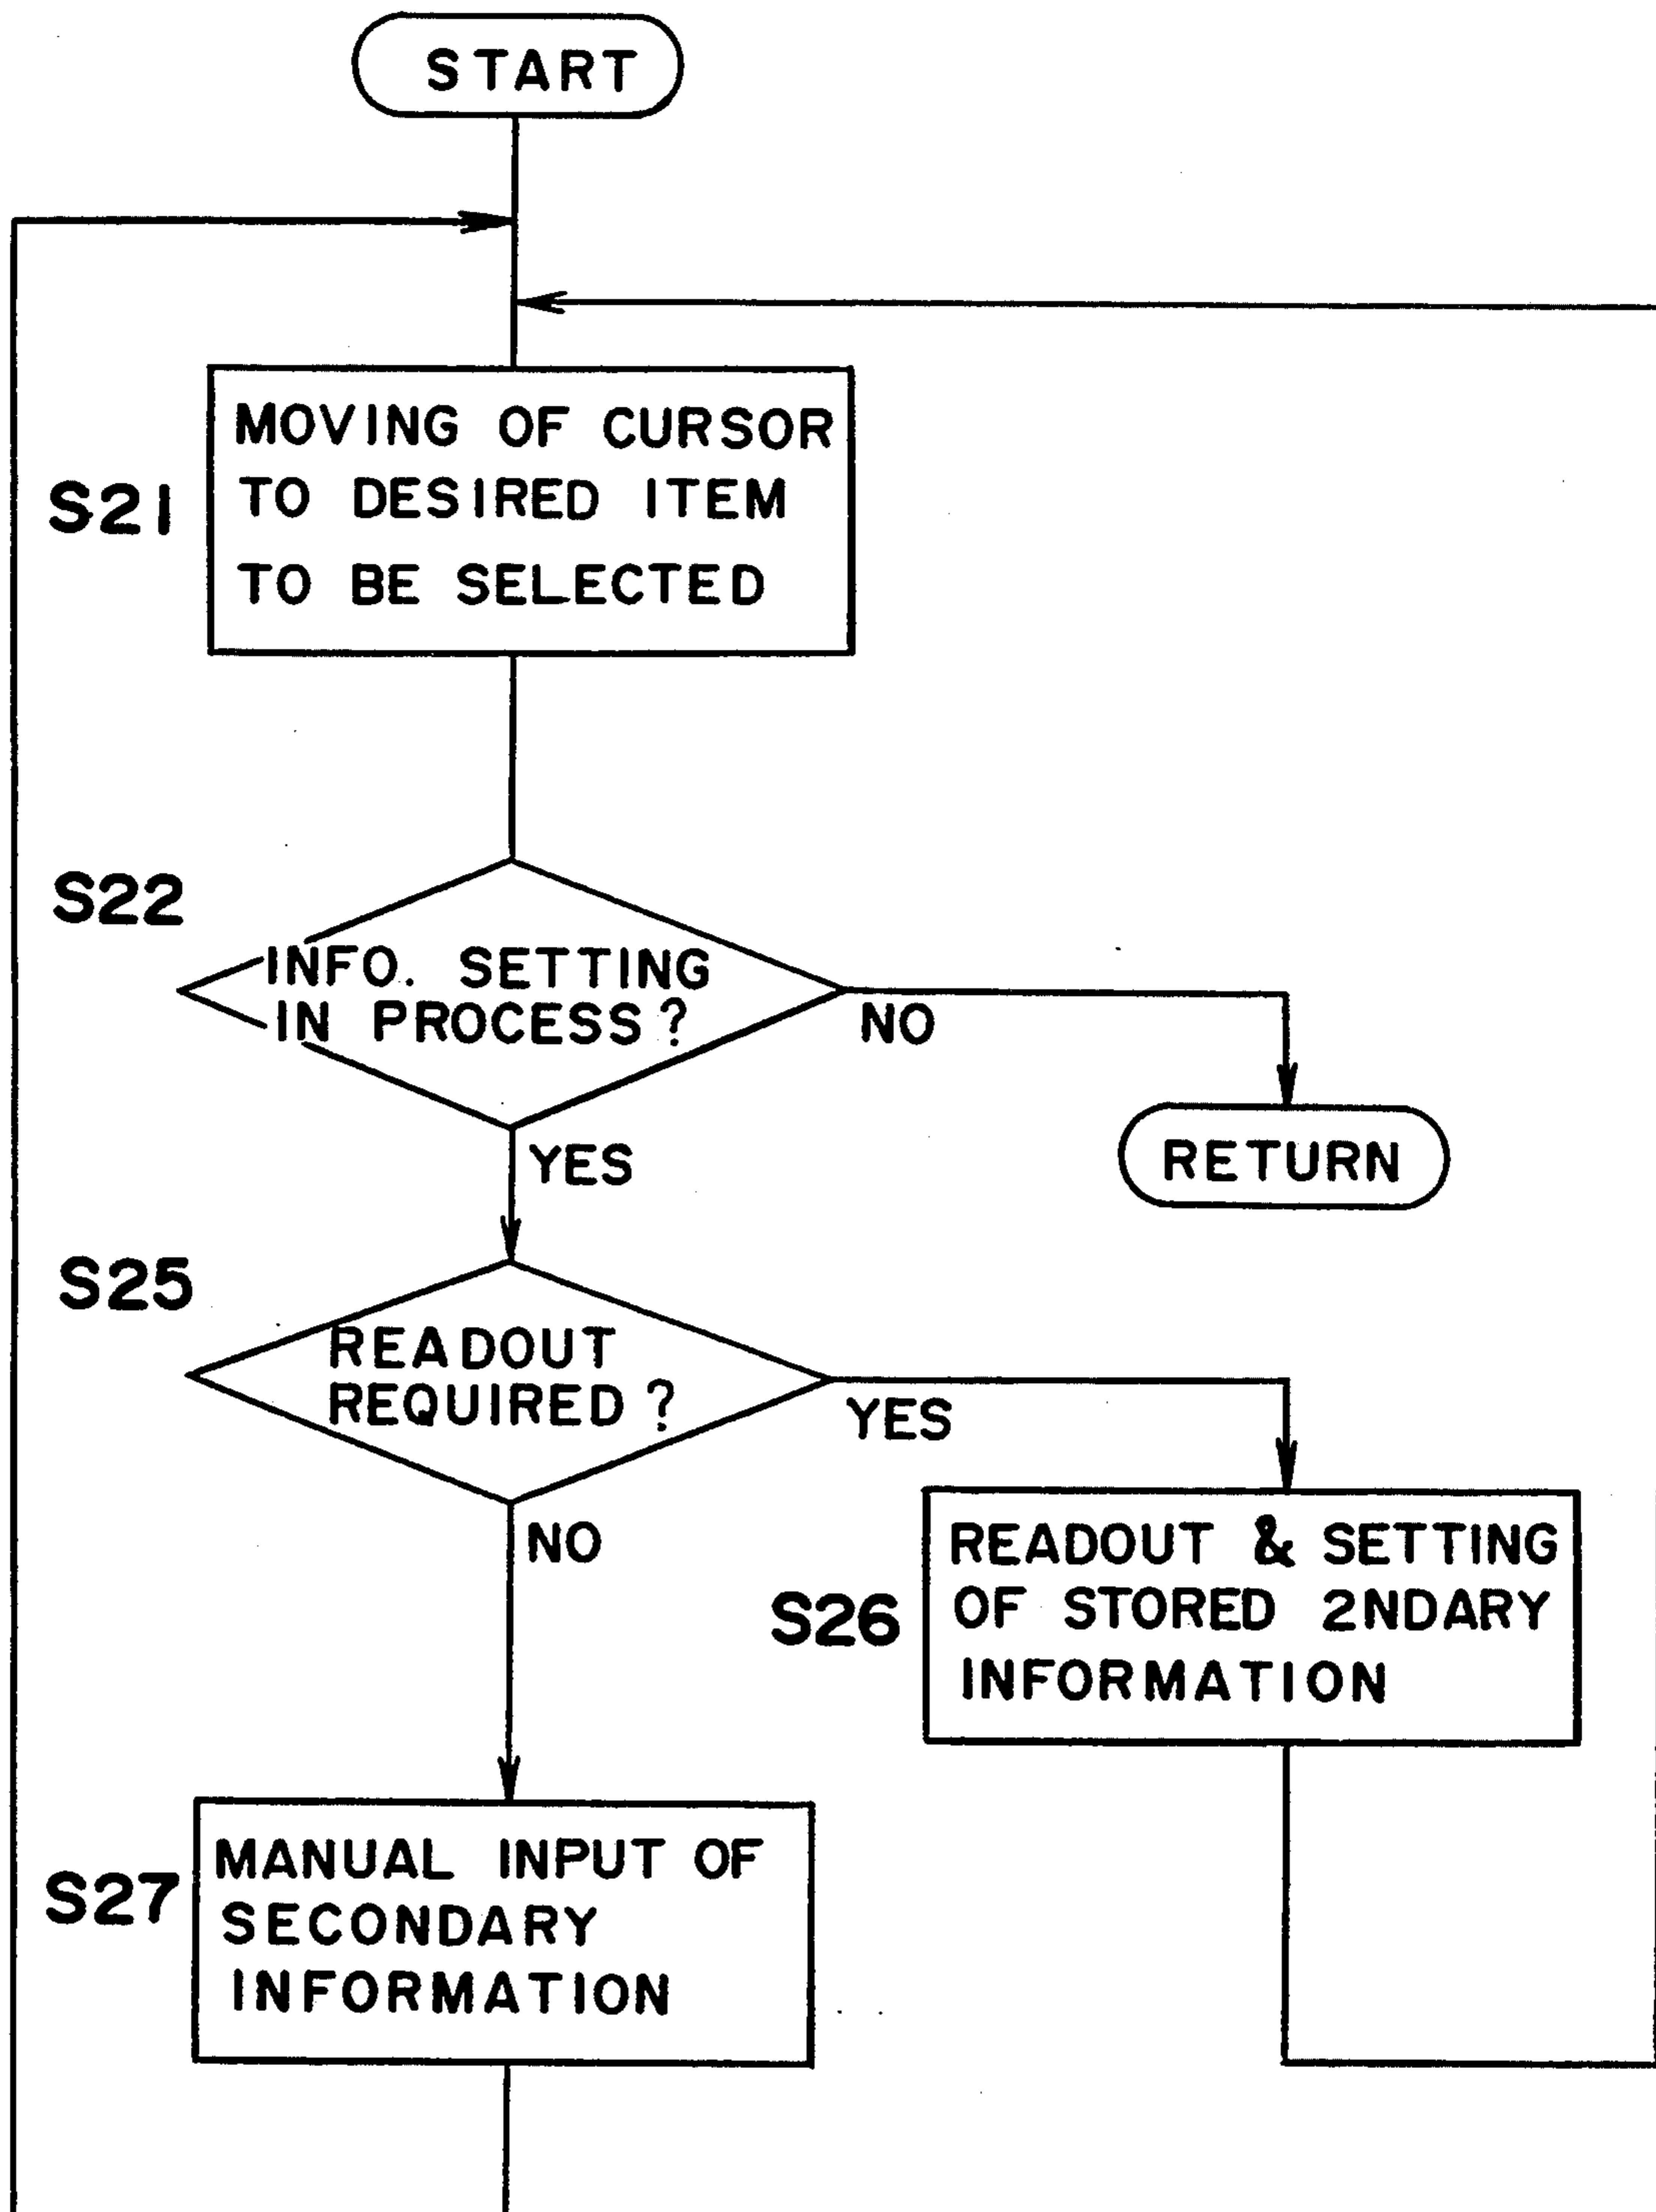 START
S21
MOVING OF CURSOR
TO DESIRED ITEM
TO BE SELECTED
S22
INFO. SETTING
IN PROCESS?
NO
YES
RETURN
S25
READOUT
REQUIRED?
YES
NO
S26
READOUT & SETTING
OF STORED 2NDARY
INFORMATION
S27
MANUAL INPUT OF
SECONDARY
INFORMATION